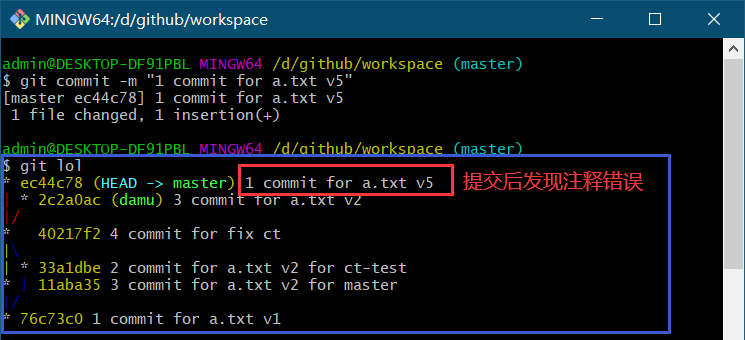 MINGW64:/d/github/workspace
admin@DESKTOP-DF91PBL MINGW64 /d/github/workspace (master)
$ git commit -m "1 commit for a.txt v5"
[master ec44c78] 1 commit for a.txt v5
 1 file changed, 1 insertion(+)
admin@DESKTOP-DF91PBL MINGW64 /d/github/workspace (master)
$ git lol
* ec44c78 (HEAD -> master) 1 commit for a.txt v5 提交后发现注释错误
| * 2c2a0ac (damu) 3 commit for a.txt v2
|/
*   40217f2 4 commit for fix ct
|\
| * 33a1dbe 2 commit for a.txt v2 for ct-test
* | 11aba35 3 commit for a.txt v2 for master
|/
* 76c73c0 1 commit for a.txt v1